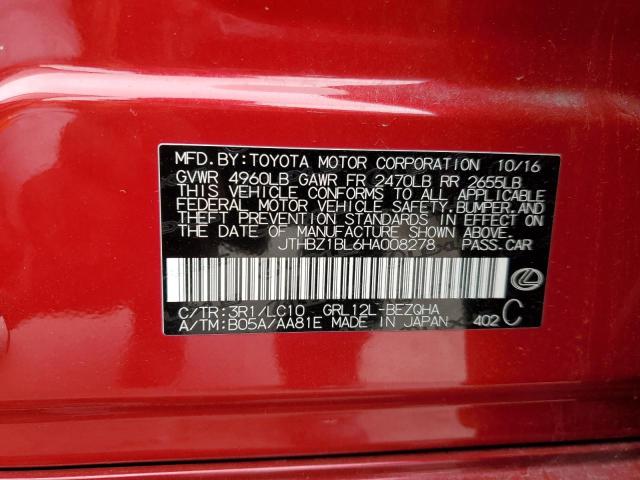 MFD. BY: TOYOTA MOTOR CORPORATION 10/16
GVWR 4960LB GAWR FR 2470LB RR 2655LB
THIS VEHICLE CONFORMS TO ALL APPLICABLE
FEDERAL MOTOR VEHICLE SAFETY, BUMPER, AND
THEFT PREVENTION STANDARDS IN EFFECT ON
THE DATE OF MANUFACTURE SHOWN ABOVE.
JTHBZ1BL6HA008278 PASS. CAR
C/TR: 3R1/LC10 GRL12L-BEZQHA
A/TM: B05A/AA81E MADE IN JAPAN 402 C